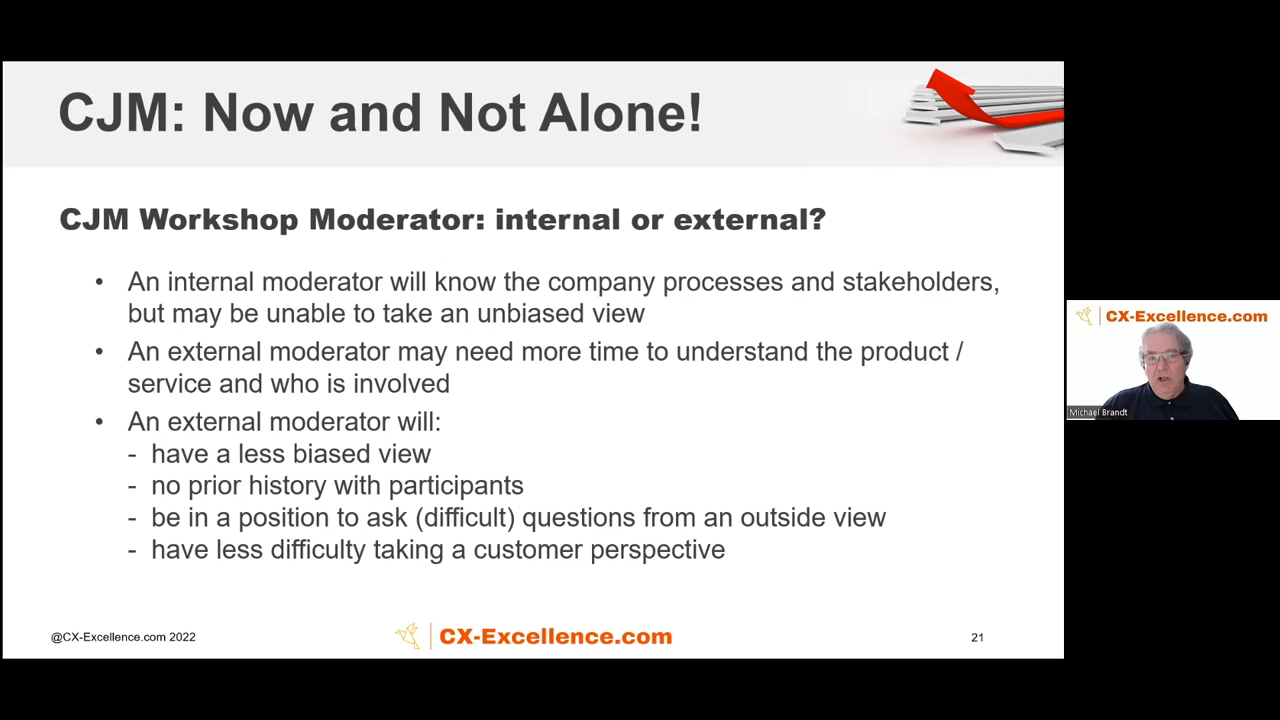 CJM: Now and Not Alone!
CJM Workshop Moderator: internal or external?
• An internal moderator will know the company processes and stakeholders,
but may be unable to take an unbiased view
• An external moderator may need more time to understand the product /
service and who is involved
• An external moderator will:
- have a less biased view
- no prior history with participants
- be in a position to ask (difficult) questions from an outside view
- have less difficulty taking a customer perspective
@CX-Excellence.com 2022
CX-Excellence.com
21
CX-Excellence.com
Michael Brandt